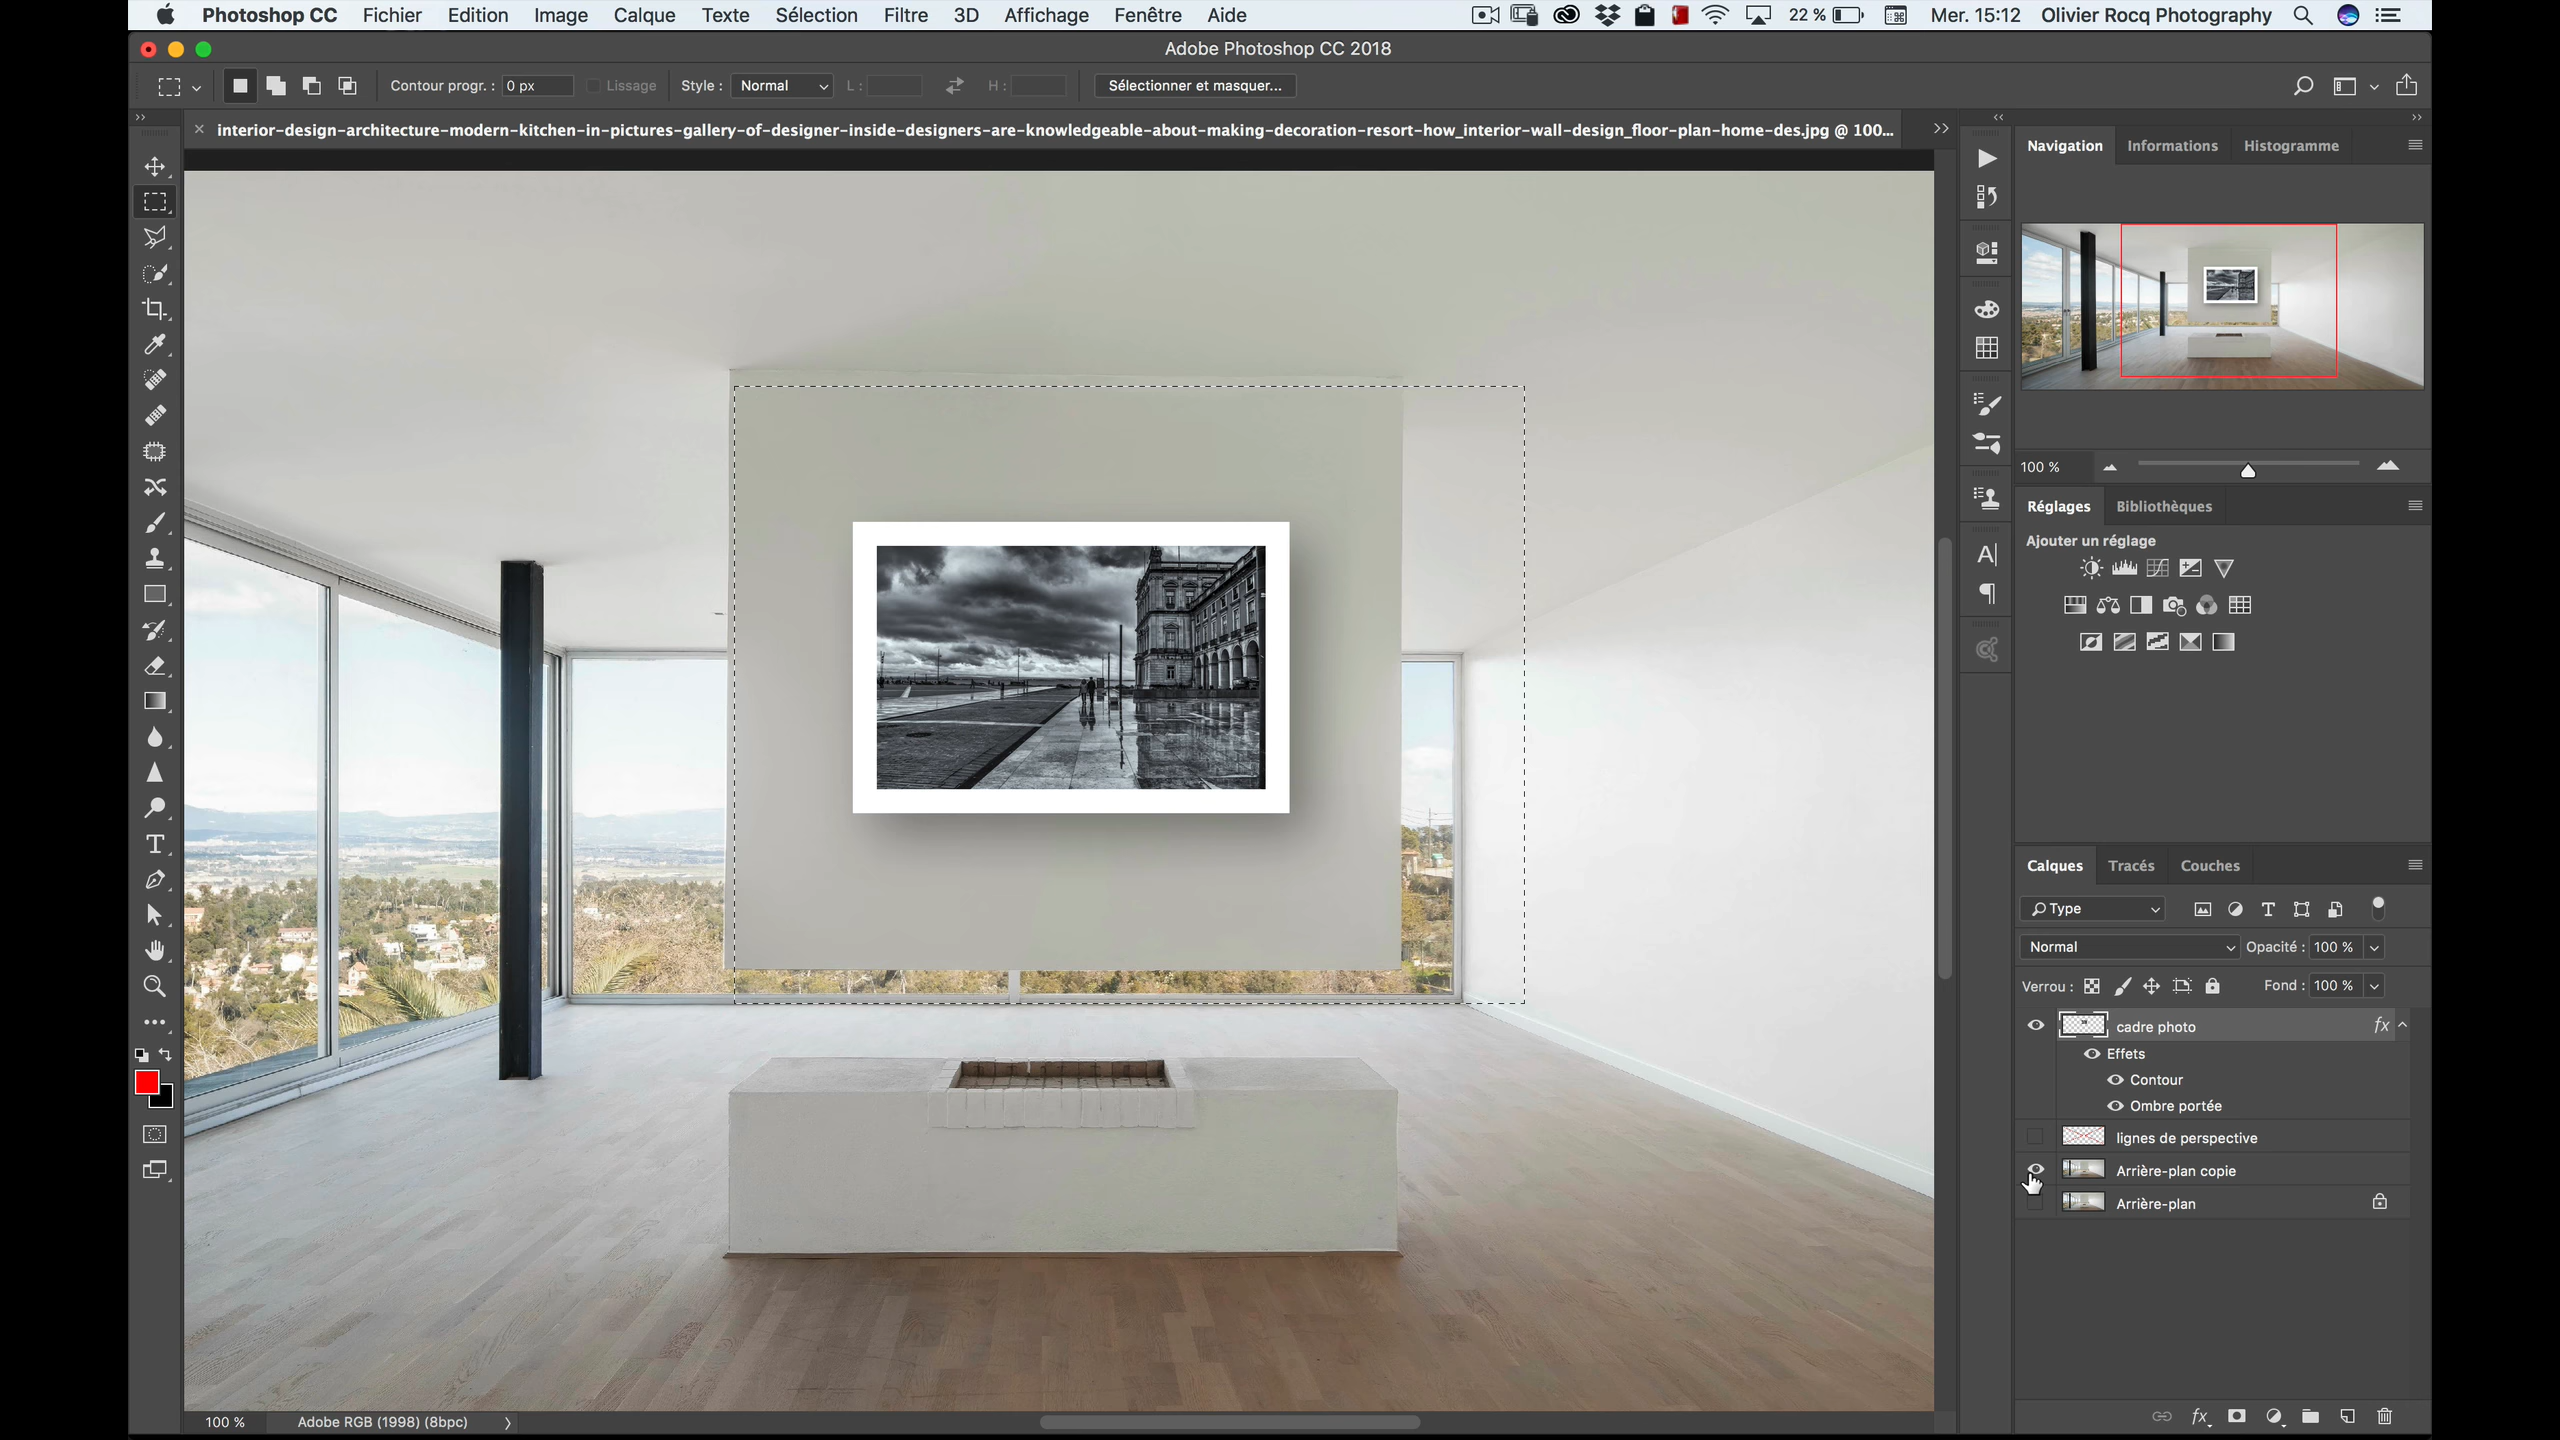 Photoshop CC Fichier Edition Image Calque Texte Sélection Filtre 3D Affichage Fenêtre Aide 22 % Mer. 15:12 Olivier Rocq Photography
Adobe Photoshop CC 2018
Contour progr. : 0 px Lissage Style : Normal L : H : Sélectionner et masquer...
interior-design-architecture-modern-kitchen-in-pictures-gallery-of-designer-inside-designers-are-knowledgeable-about-making-decoration-resort-how_interior-wall-design_floor-plan-home-des.jpg @ 100...
Navigation Informations Histogramme
100 %
Réglages Bibliothèques
Ajouter un réglage
Calques Tracés Couches
Type
Normal Opacité : 100 %
Verrou : Fond : 100 %
cadre photo fx
Effets
Contour
Ombre portée
lignes de perspective
Arrière-plan copie
Arrière-plan
100 % Adobe RGB (1998) (8bpc)
fx